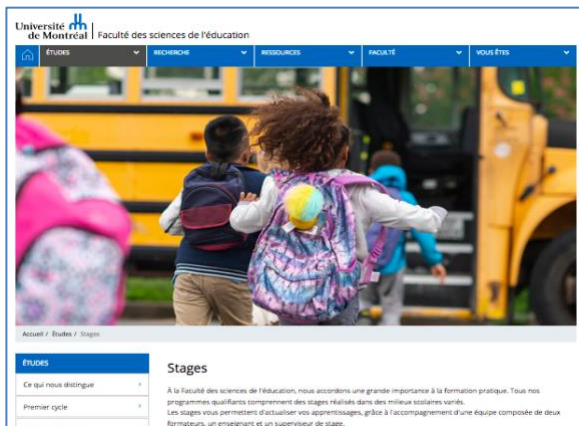 Université
de Montréal
Faculté des sciences de l'éducation
ÉTUDES
RECHERCHE
RESSOURCES
FACULTÉ
VOUS ÊTES
Accueil / Études / Stages
ÉTUDES
Ce qui nous distingue
Premier cycle
Stages
À la Faculté des sciences de l'éducation, nous accordons une grande importance à la formation pratique. Tous nos
programmes qualifiants comprennent des stages réalisés dans des milieux scolaires variés.
Les stages vous permettent d'actualiser vos apprentissages, grâce à l'accompagnement d'une équipe composée de deux
formateurs, un enseignant et un superviseur de stage.